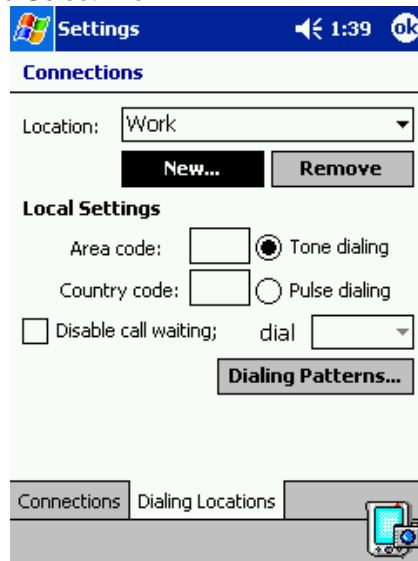 Settings 1:39 ok
Connections
Location: Work
New... Remove
Local Settings
Area code: Tone dialing
Country code: Pulse dialing
Disable call waiting; dial
Dialing Patterns...
Connections Dialing Locations